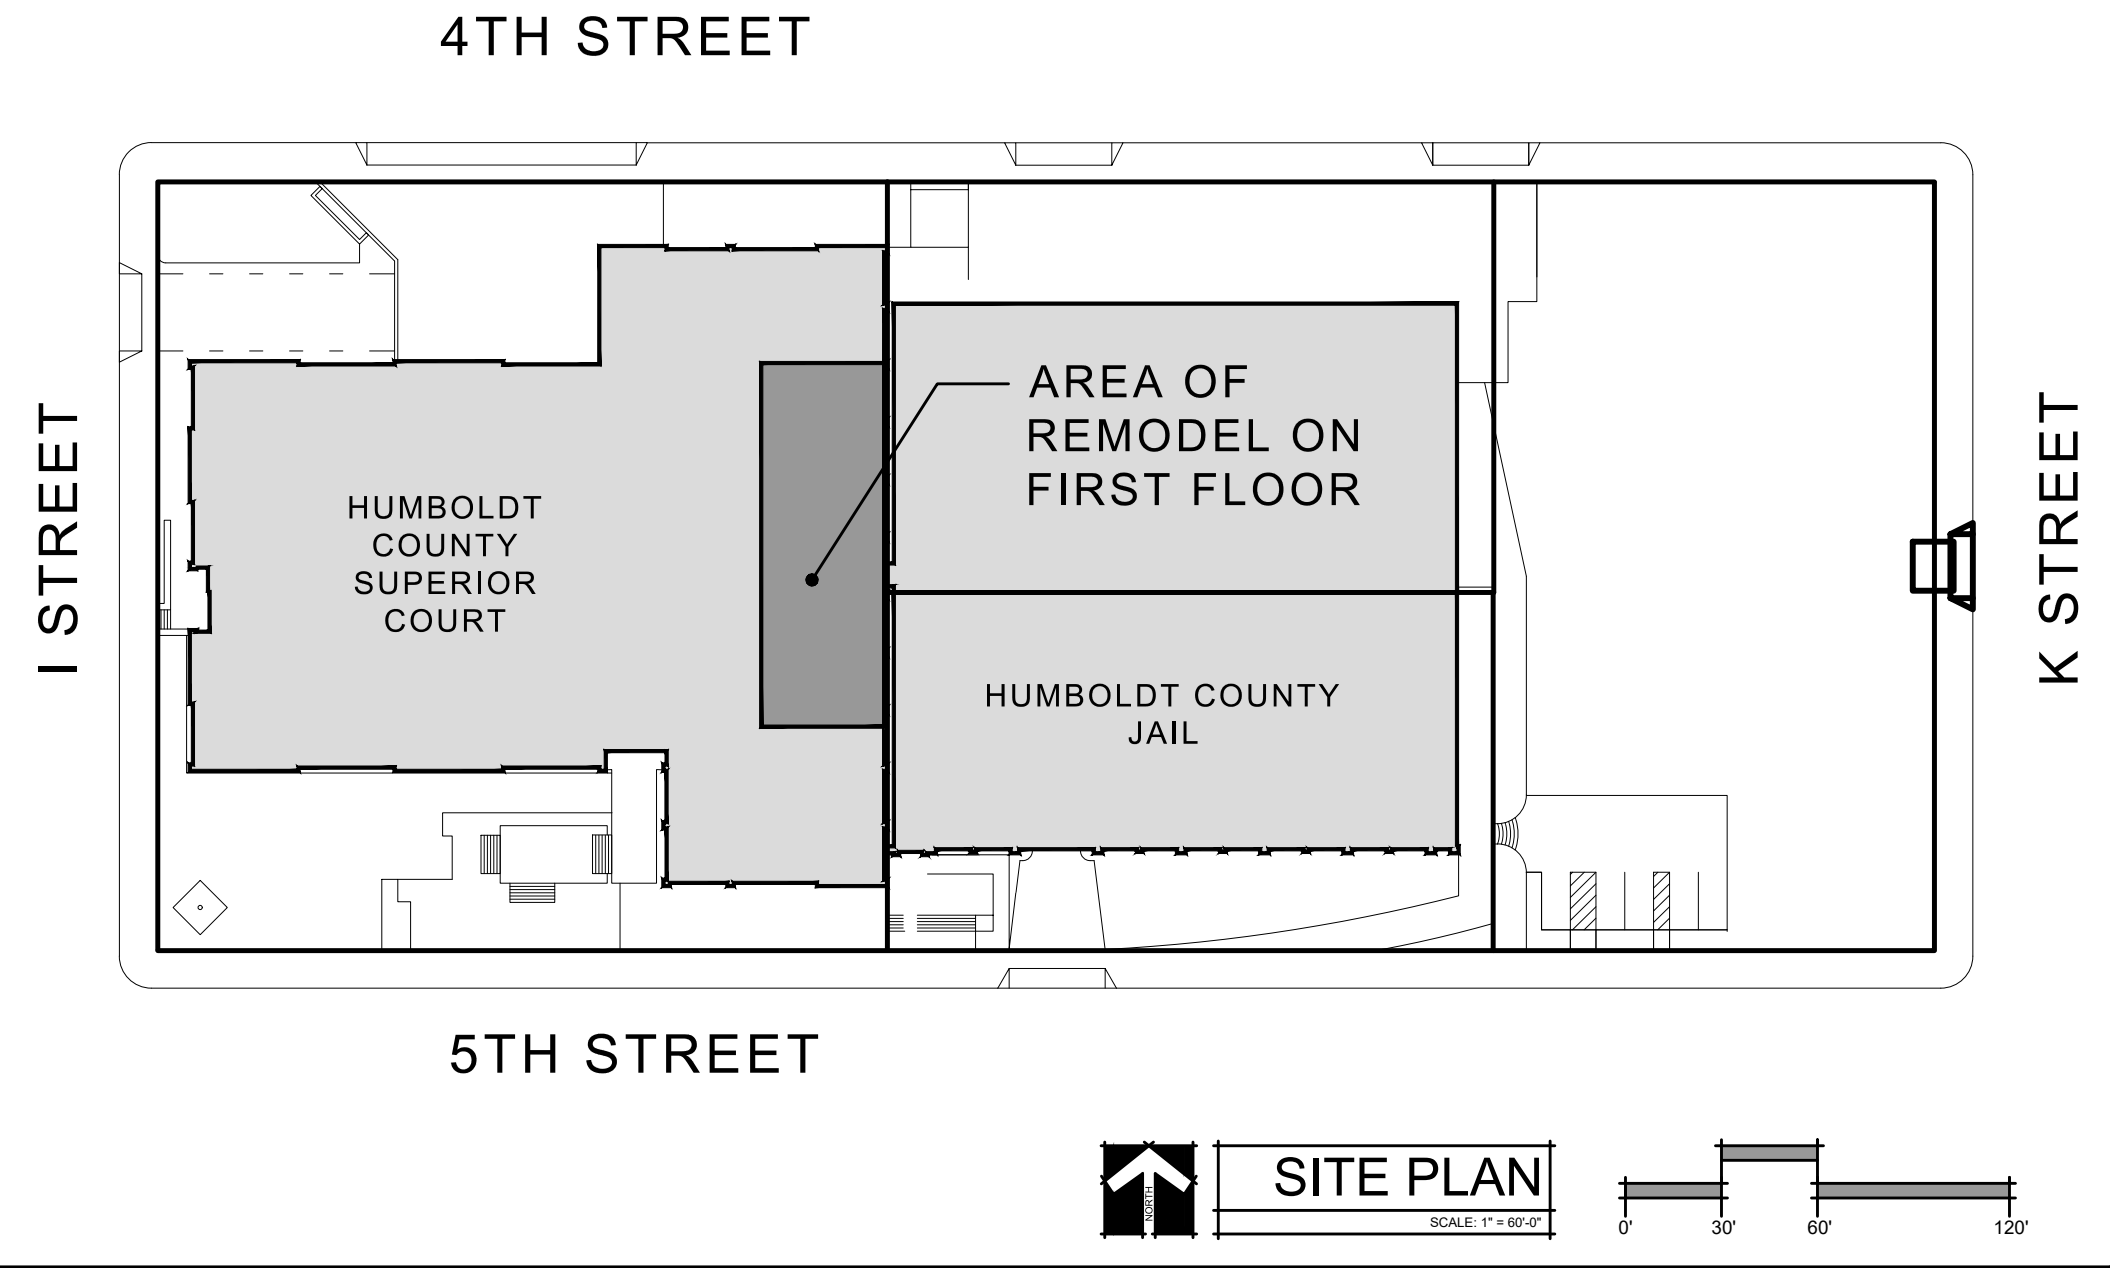 4TH STREET
I STREET
K STREET
AREA OF
REMODEL ON
FIRST FLOOR
HUMBOLDT
COUNTY
SUPERIOR
COURT
HUMBOLDT COUNTY
JAIL
5TH STREET
NORTH
SITE PLAN
SCALE: 1" = 60'-0"
0' 30' 60' 120'